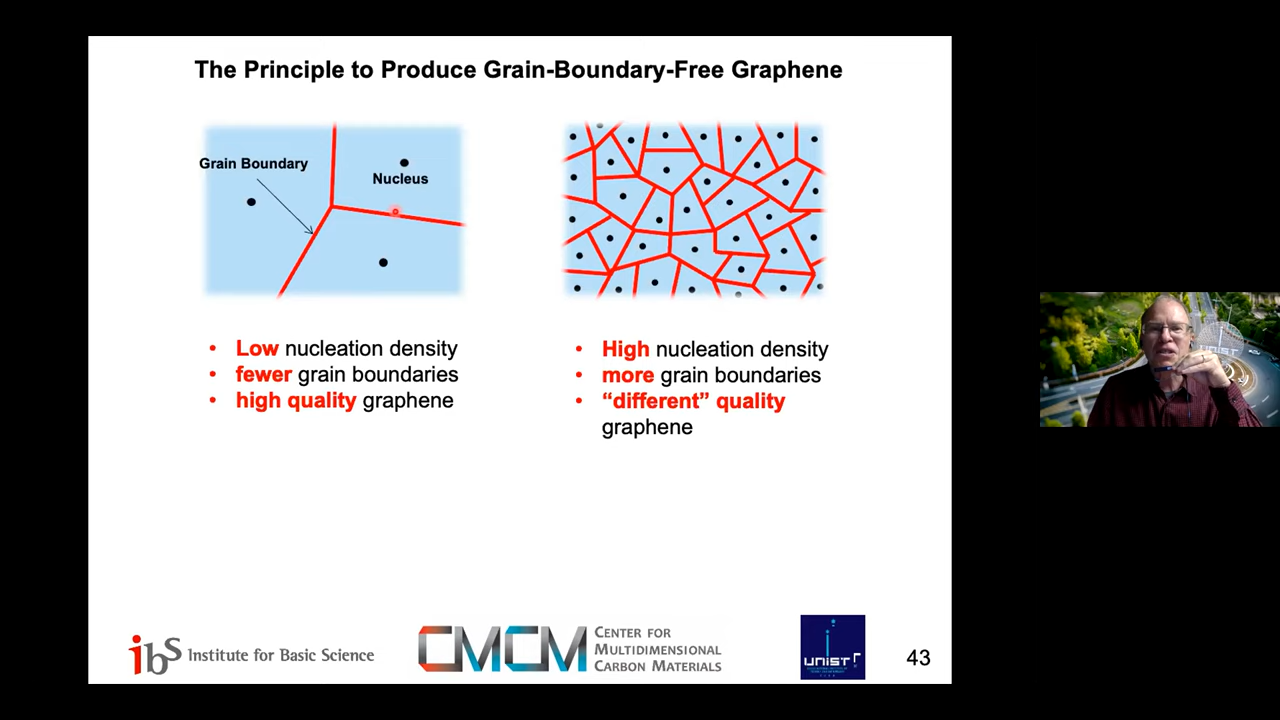 The Principle to Produce Grain-Boundary-Free Graphene
Grain Boundary
Nucleus
• Low nucleation density
• fewer grain boundaries
• high quality graphene
• High nucleation density
• more grain boundaries
• “different” quality
graphene
ibs Institute for Basic Science
CMCM
CENTER FOR
MULTIDIMENSIONAL
CARBON MATERIALS
UNIST
43
UNIST